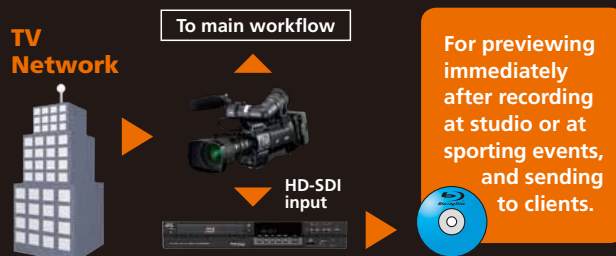 TV
Network
To main workflow
HD-SDI
input
For previewing
immediately
after recording
at studio or at
sporting events,
and sending
to clients.